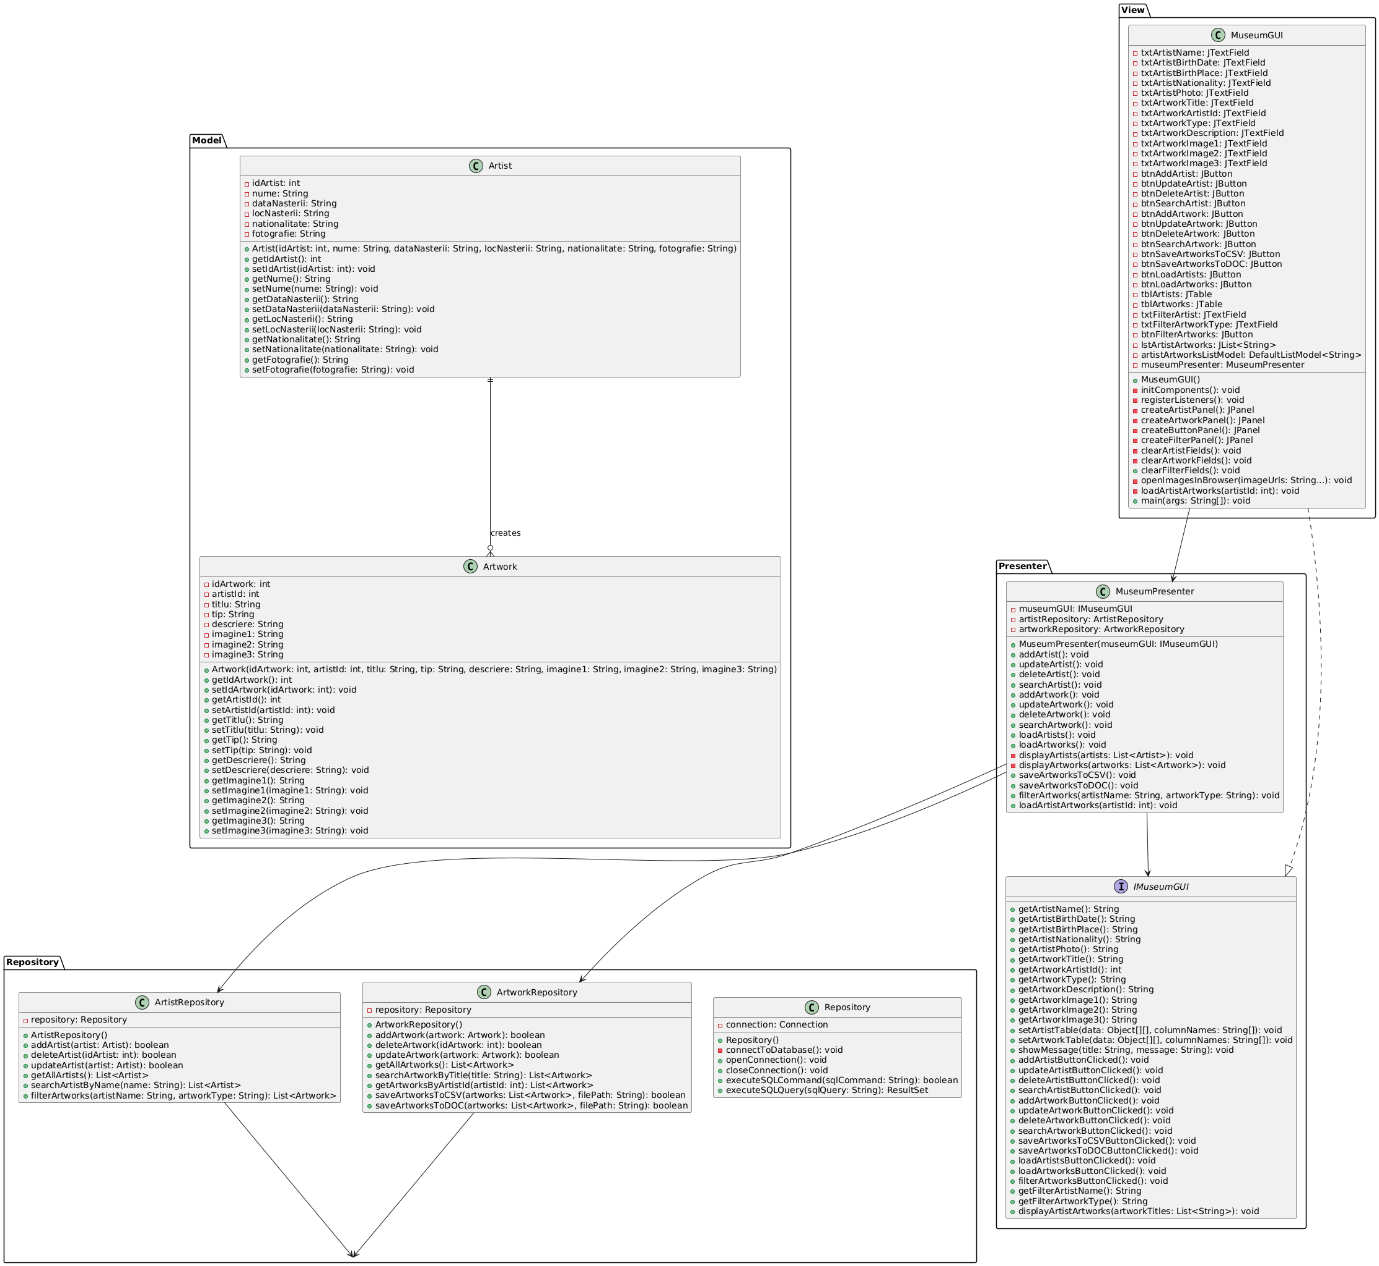 View
C MuseumGUI
txtArtistName: JTextField
txtArtistBirthDate: JTextField
txtArtistBirthPlace: JTextField
txtArtistNationality: JTextField
txtArtistPhoto: JTextField
txtArtworkTitle: JTextField
txtArtworkArtistId: JTextField
txtArtworkType: JTextField
txtArtworkDescription: JTextField
txtArtworkImage1: JTextField
txtArtworkImage2: JTextField
txtArtworkImage3: JTextField
btnAddArtist: JButton
btnUpdateArtist: JButton
btnDeleteArtist: JButton
btnSearchArtist: JButton
btnAddArtwork: JButton
btnUpdateArtwork: JButton
btnDeleteArtwork: JButton
btnSearchArtwork: JButton
btnSaveArtworksToCSV: JButton
btnSaveArtworksToDOC: JButton
btnLoadArtists: JButton
btnLoadArtworks: JButton
tblArtists: JTable
tblArtworks: JTable
txtFilterArtist: JTextField
txtFilterArtworkType: JTextField
btnFilterArtworks: JButton
lstArtistArtworks: JList<String>
artistArtworksListModel: DefaultListModel<String>
museumPresenter: MuseumPresenter
MuseumGUI()
initComponents(): void
registerListeners(): void
createArtistPanel(): JPanel
createArtworkPanel(): JPanel
createButtonPanel(): JPanel
createFilterPanel(): JPanel
clearArtistFields(): void
clearArtworkFields(): void
clearFilterFields(): void
openImagesInBrowser(imageUrls: String...): void
loadArtistArtworks(artistId: int): void
main(args: String[]): void
Model
C Artist
idArtist: int
nume: String
dataNasterii: String
locNasterii: String
nationalitate: String
fotografie: String
Artist(idArtist: int, nume: String, dataNasterii: String, locNasterii: String, nationalitate: String, fotografie: String)
getIdArtist(): int
setIdArtist(idArtist: int): void
getNume(): String
setNume(nume: String): void
getDataNasterii(): String
setDataNasterii(dataNasterii: String): void
getLocNasterii(): String
setLocNasterii(locNasterii: String): void
getNationalitate(): String
setNationalitate(nationalitate: String): void
getFotografie(): String
setFotografie(fotografie: String): void
creates
C Artwork
idArtwork: int
artistId: int
titlu: String
tip: String
descriere: String
imagine1: String
imagine2: String
imagine3: String
Artwork(idArtwork: int, artistId: int, titlu: String, tip: String, descriere: String, imagine1: String, imagine2: String, imagine3: String)
getIdArtwork(): int
setIdArtwork(idArtwork: int): void
getArtistId(): int
setArtistId(artistId: int): void
getTitlu(): String
setTitlu(titlu: String): void
getTip(): String
setTip(tip: String): void
getDescriere(): String
setDescriere(descriere: String): void
getImagine1(): String
setImagine1(imagine1: String): void
getImagine2(): String
setImagine2(imagine2: String): void
getImagine3(): String
setImagine3(imagine3: String): void
Presenter
C MuseumPresenter
museumGUI: IMuseumGUI
artistRepository: ArtistRepository
artworkRepository: ArtworkRepository
MuseumPresenter(museumGUI: IMuseumGUI)
addArtist(): void
updateArtist(): void
deleteArtist(): void
searchArtist(): void
addArtwork(): void
updateArtwork(): void
deleteArtwork(): void
searchArtwork(): void
loadArtists(): void
loadArtworks(): void
displayArtists(artists: List<Artist>): void
displayArtworks(artworks: List<Artwork>): void
saveArtworksToCSV(): void
saveArtworksToDOC(): void
filterArtworks(artistName: String, artworkType: String): void
loadArtistArtworks(artistId: int): void
I IMuseumGUI
getArtistName(): String
getArtistBirthDate(): String
getArtistBirthPlace(): String
getArtistNationality(): String
getArtistPhoto(): String
getArtworkTitle(): String
getArtworkArtistId(): int
getArtworkType(): String
getArtworkDescription(): String
getArtworkImage1(): String
getArtworkImage2(): String
getArtworkImage3(): String
setArtistTable(data: Object[][], columnNames: String[]): void
setArtworkTable(data: Object[][], columnNames: String[]): void
showMessage(title: String, message: String): void
addArtistButtonClicked(): void
updateArtistButtonClicked(): void
deleteArtistButtonClicked(): void
searchArtistButtonClicked(): void
addArtworkButtonClicked(): void
updateArtworkButtonClicked(): void
deleteArtworkButtonClicked(): void
searchArtworkButtonClicked(): void
saveArtworksToCSVButtonClicked(): void
saveArtworksToDOCButtonClicked(): void
loadArtistsButtonClicked(): void
loadArtworksButtonClicked(): void
filterArtworksButtonClicked(): void
getFilterArtistName(): String
getFilterArtworkType(): String
displayArtistArtworks(artworkTitles: List<String>): void
Repository
C ArtistRepository
repository: Repository
ArtistRepository()
addArtist(artist: Artist): boolean
deleteArtist(idArtist: int): boolean
updateArtist(artist: Artist): boolean
getAllArtists(): List<Artist>
searchArtistByName(name: String): List<Artist>
filterArtworks(artistName: String, artworkType: String): List<Artwork>
C ArtworkRepository
repository: Repository
ArtworkRepository()
addArtwork(artwork: Artwork): boolean
deleteArtwork(idArtwork: int): boolean
updateArtwork(artwork: Artwork): boolean
getAllArtworks(): List<Artwork>
searchArtworkByTitle(title: String): List<Artwork>
getArtworksByArtistId(artistId: int): List<Artwork>
saveArtworksToCSV(artworks: List<Artwork>, filePath: String): boolean
saveArtworksToDOC(artworks: List<Artwork>, filePath: String): boolean
C Repository
connection: Connection
Repository()
connectToDatabase(): void
openConnection(): void
closeConnection(): void
executeSQLCommand(sqlCommand: String): boolean
executeSQLQuery(sqlQuery: String): ResultSet